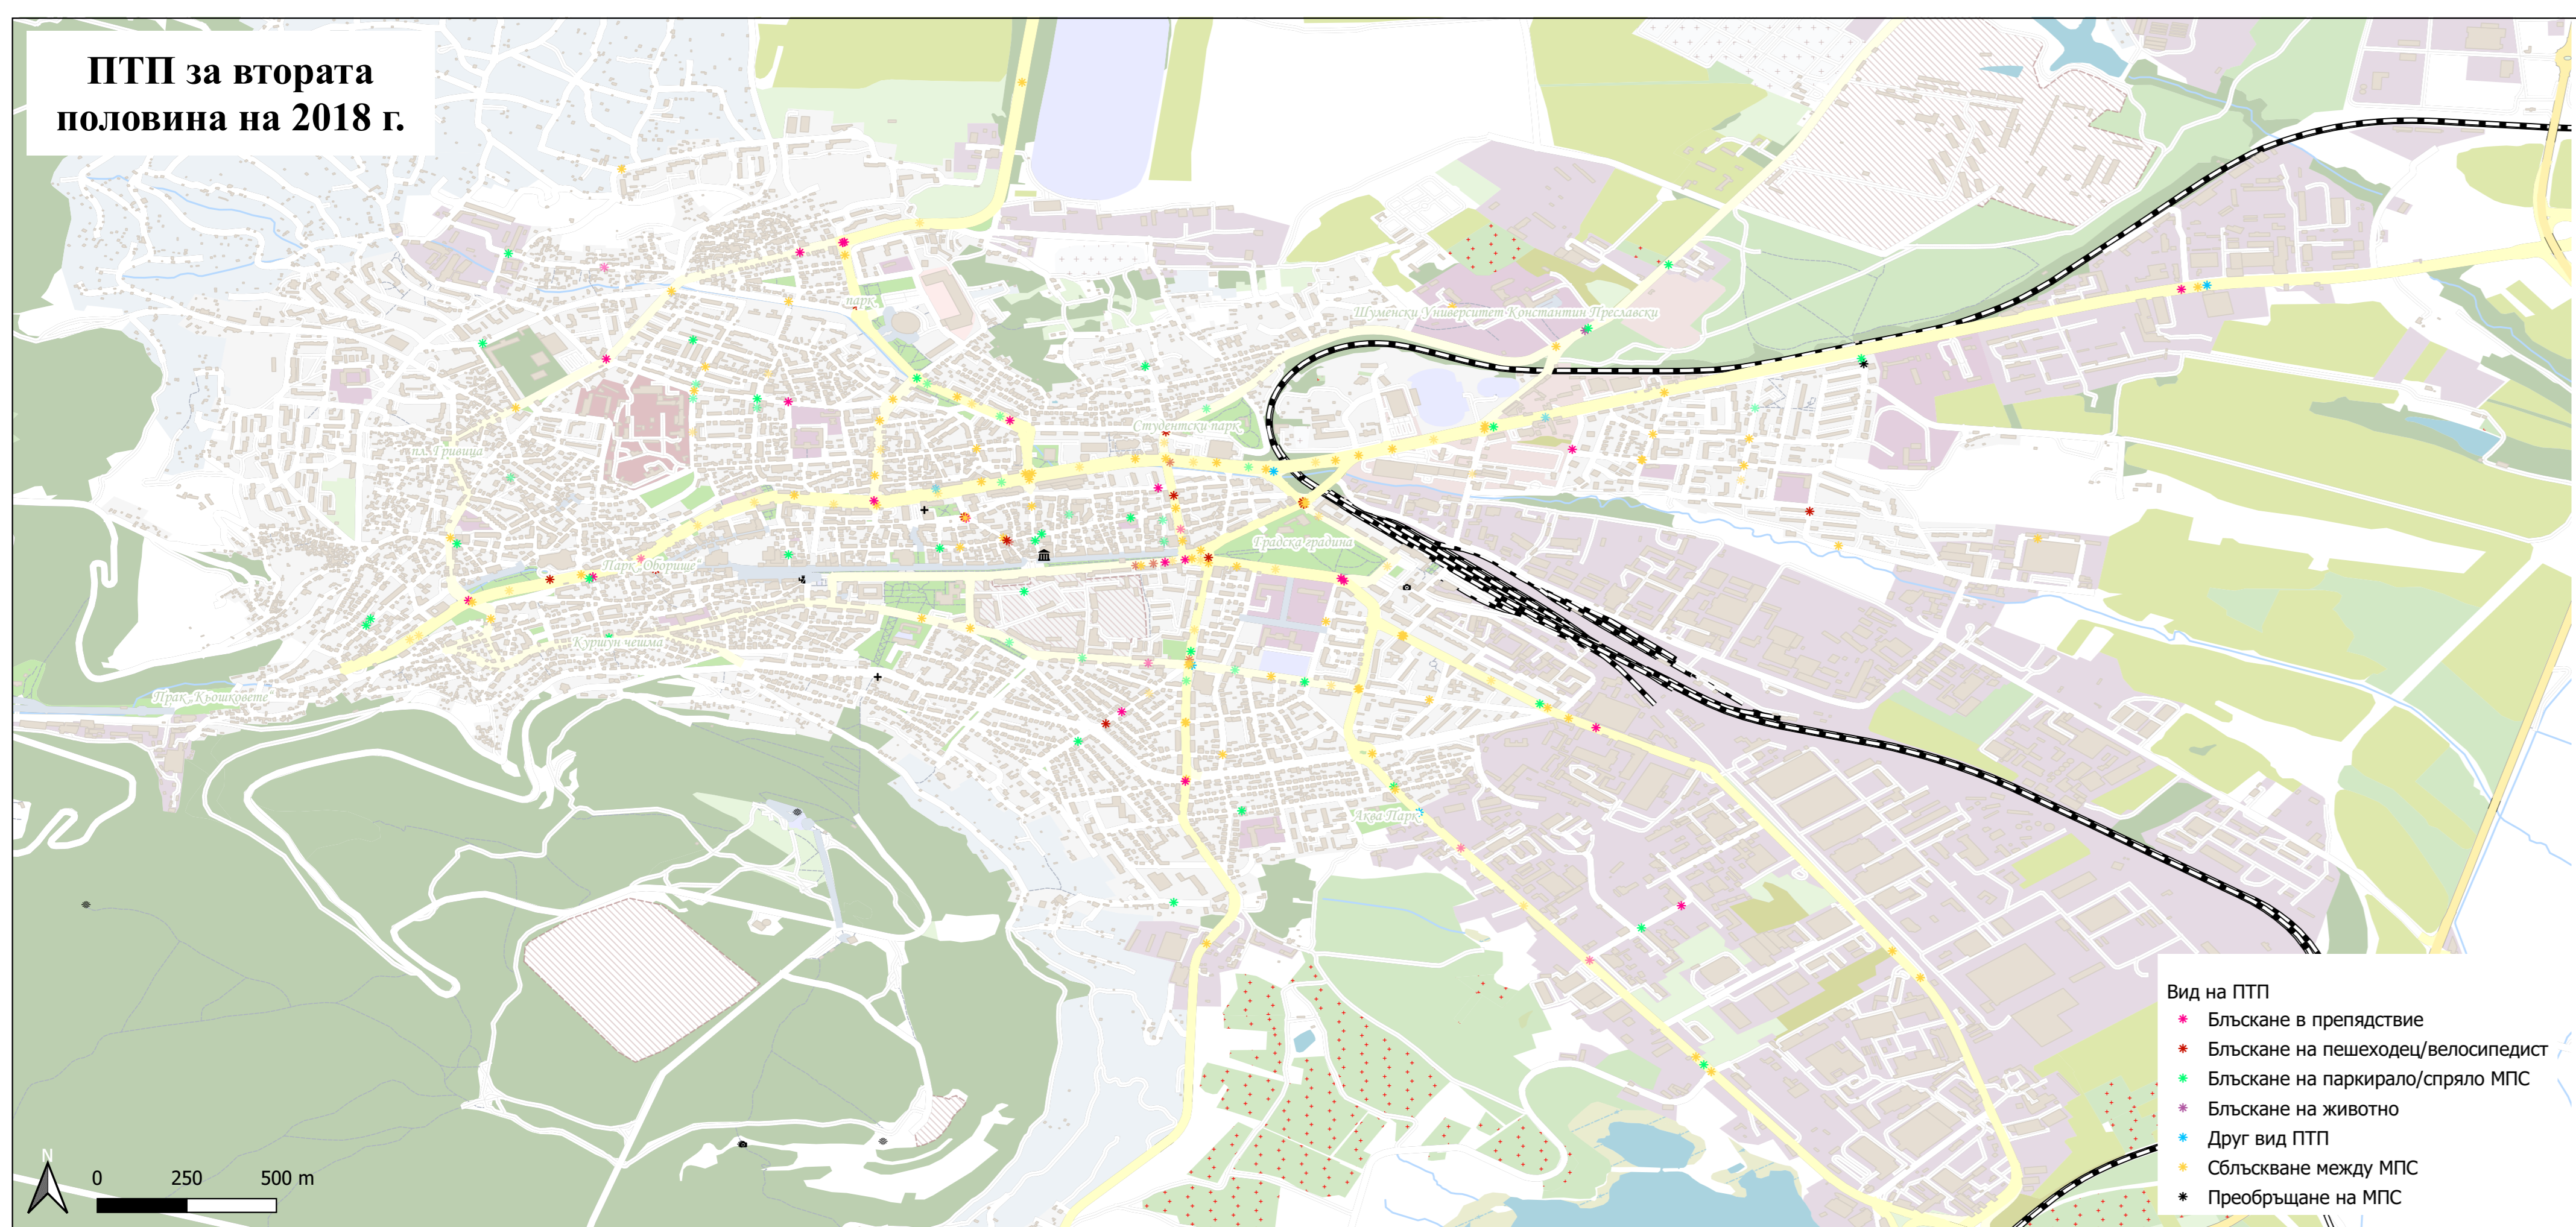 ПТП за втората
половина на 2018 г.
парк
Шуменски Университет Константин Преславски
Студентски парк
пл. Гривица
Градска градина
Парк "Оборище"
Куршун чешма
Прак „Кьошковете"
Аква Парк
Вид на ПТП
Блъскане в препядствие
Блъскане на пешеходец/велосипедист
Блъскане на паркирало/спряло МПС
Блъскане на животно
Друг вид ПТП
Сблъскване между МПС
Преобръщане на МПС
N
0 250 500 m